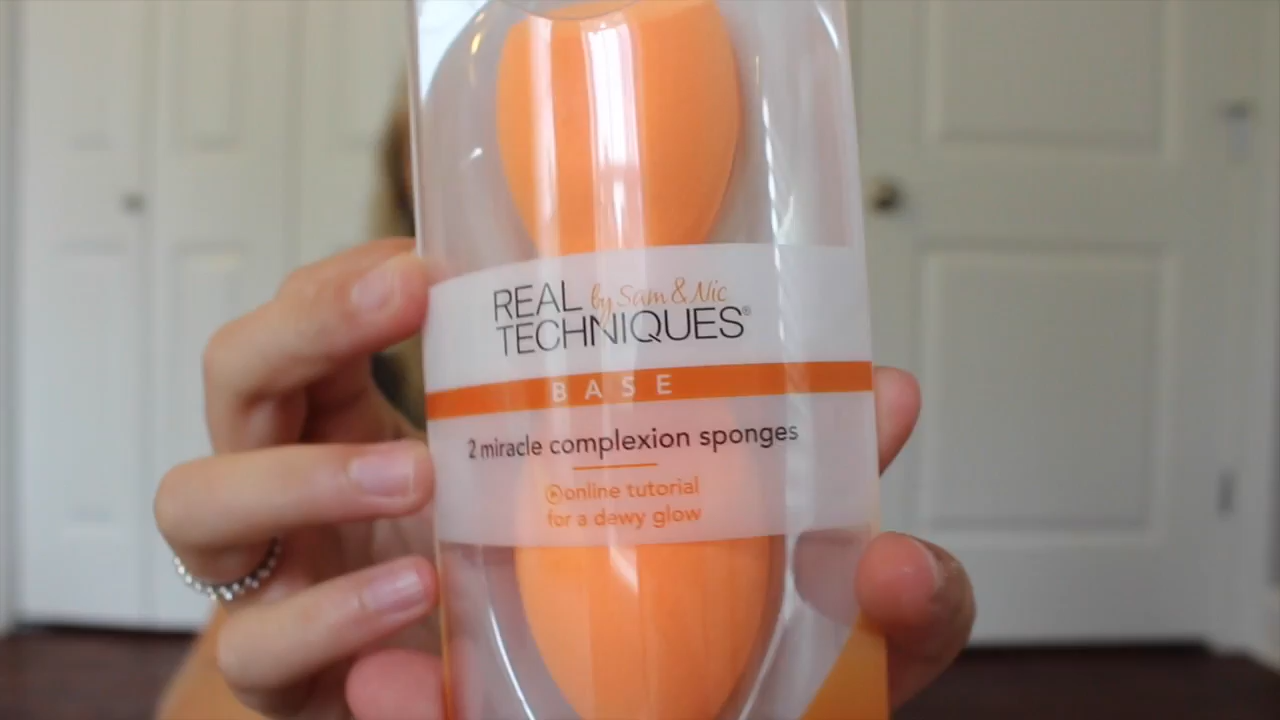 REAL by Sam & Nic
TECHNIQUES®
BASE
2 miracle complexion sponges
online tutorial
for a dewy glow